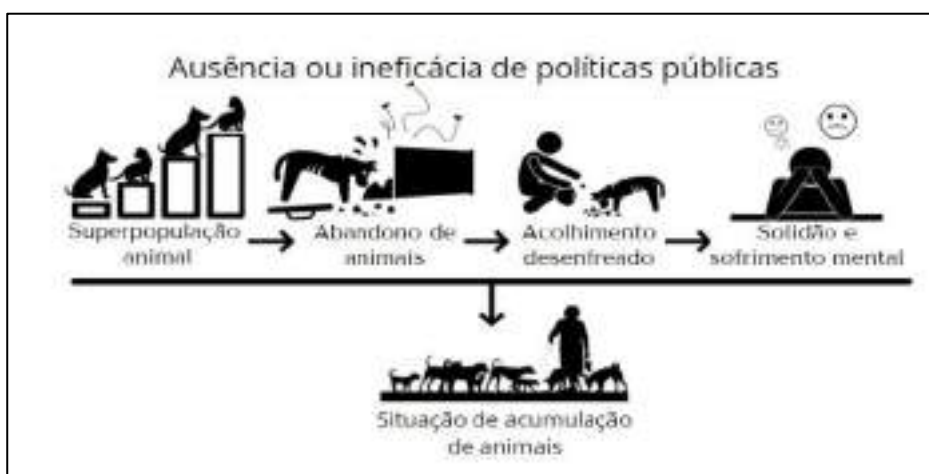 Ausência ou ineficácia de políticas públicas
Superpopulação
animal
Abandono de
animais
Acolhimento
desenfreado
Solidão e
sofrimento mental
Situação de acumulação
de animais